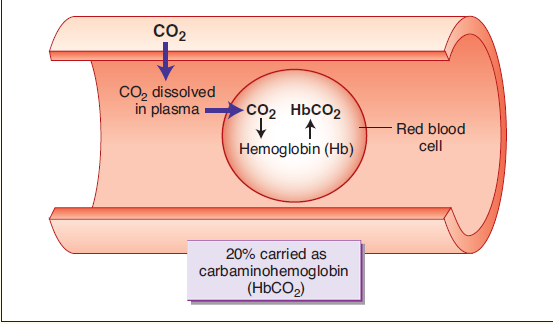 CO₂
CO₂ dissolved
in plasma
CO₂ HbCO₂
Hemoglobin (Hb)
Red blood
cell
20% carried as
carbaminohemoglobin
(HbCO₂)